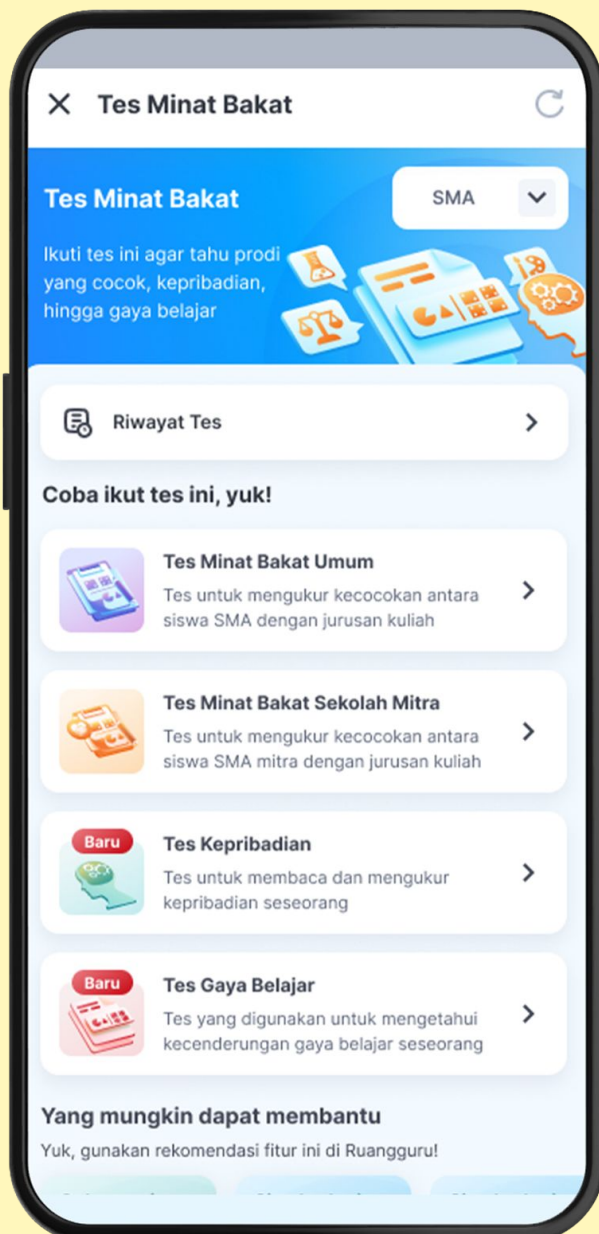 Tes Minat Bakat
Tes Minat Bakat
SMA
Ikuti tes ini agar tahu prodi
yang cocok, kepribadian,
hingga gaya belajar
Riwayat Tes
Coba ikut tes ini, yuk!
Tes Minat Bakat Umum
Tes untuk mengukur kecocokan antara
siswa SMA dengan jurusan kuliah
Tes Minat Bakat Sekolah Mitra
Tes untuk mengukur kecocokan antara
siswa SMA mitra dengan jurusan kuliah
Baru
Tes Kepribadian
Tes untuk membaca dan mengukur
kepribadian seseorang
Baru
Tes Gaya Belajar
Tes yang digunakan untuk mengetahui
kecenderungan gaya belajar seseorang
Yang mungkin dapat membantu
Yuk, gunakan rekomendasi fitur ini di Ruangguru!